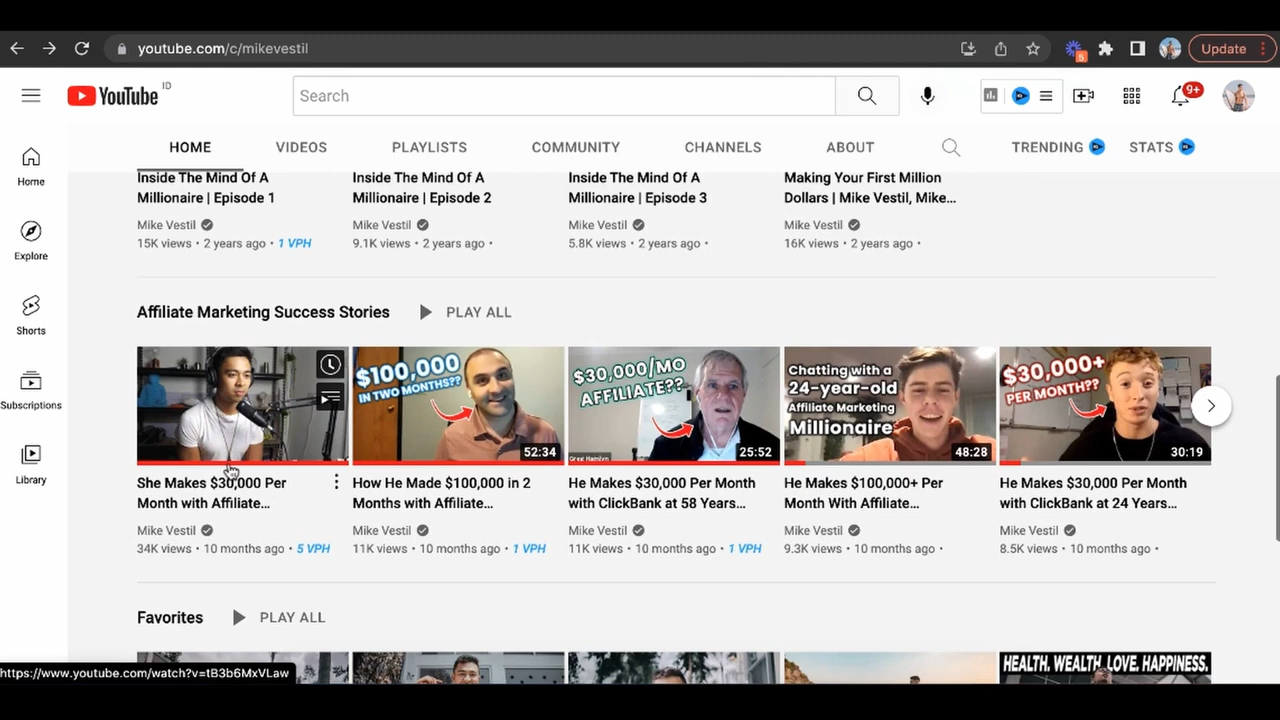 youtube.com/c/mikevestil
5
Update
YouTube ID
Search
9+
HOME
VIDEOS
PLAYLISTS
COMMUNITY
CHANNELS
ABOUT
TRENDING
STATS
Home
Explore
Shorts
Subscriptions
Library
Inside The Mind Of A
Millionaire | Episode 1
Mike Vestil
15K views • 2 years ago • 1 VPH
Inside The Mind Of A
Millionaire | Episode 2
Mike Vestil
9.1K views • 2 years ago •
Inside The Mind Of A
Millionaire | Episode 3
Mike Vestil
5.8K views • 2 years ago •
Making Your First Million
Dollars | Mike Vestil, Mike...
Mike Vestil
16K views • 2 years ago •
Affiliate Marketing Success Stories
PLAY ALL
She Makes $30,000 Per
Month with Affiliate...
Mike Vestil
34K views • 10 months ago • 5 VPH
$100,000
IN TWO MONTHS??
52:34
How He Made $100,000 in 2
Months with Affiliate...
Mike Vestil
11K views • 10 months ago • 1 VPH
$30,000/MO
AFFILIATE??
Greg Hamlyn
25:52
He Makes $30,000 Per Month
with ClickBank at 58 Years...
Mike Vestil
11K views • 10 months ago • 1 VPH
Chatting with a
24-year-old
Affiliate Marketing
Millionaire
48:28
He Makes $100,000+ Per
Month With Affiliate...
Mike Vestil
9.3K views • 10 months ago •
$30,000+
PER MONTH??
30:19
He Makes $30,000 Per Month
with ClickBank at 24 Years...
Mike Vestil
8.5K views • 10 months ago •
Favorites
PLAY ALL
HEALTH. WEALTH. LOVE. HAPPINESS.
https://www.youtube.com/watch?v=tB3b6MxVLaw